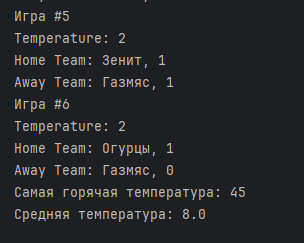 Игра #5
Temperature: 2
Home Team: Зенит, 1
Away Team: Газмяс, 1
Игра #6
Temperature: 2
Home Team: Огурцы, 1
Away Team: Газмяс, 0
Самая горячая температура: 45
Средняя температура: 8.0